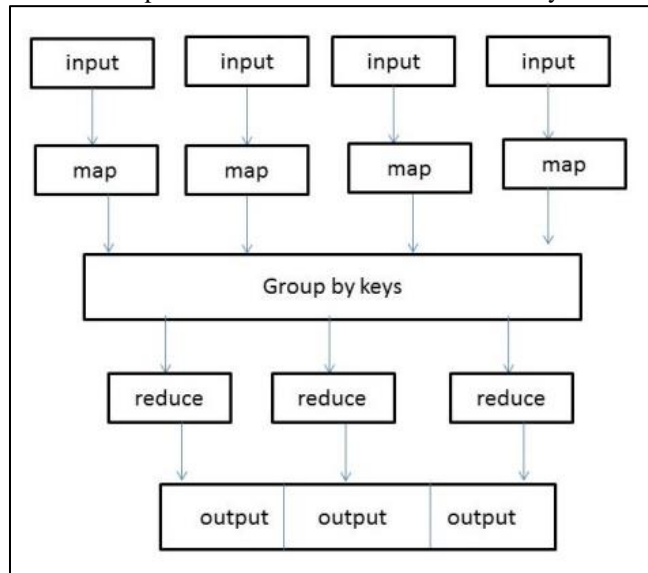 input input input input
map map map map
Group by keys
reduce reduce reduce
output output output